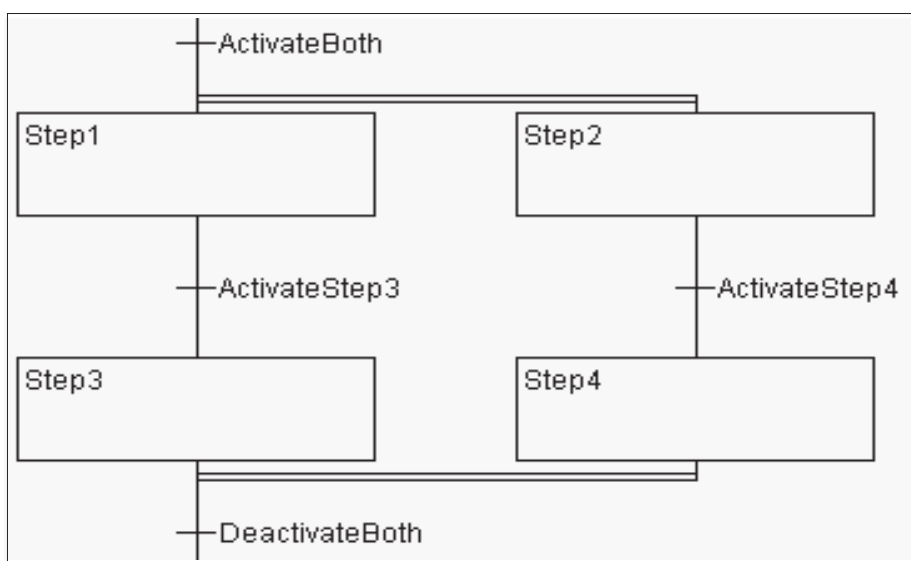 ActivateBoth
Step1
Step2
ActivateStep3
ActivateStep4
Step3
Step4
DeactivateBoth